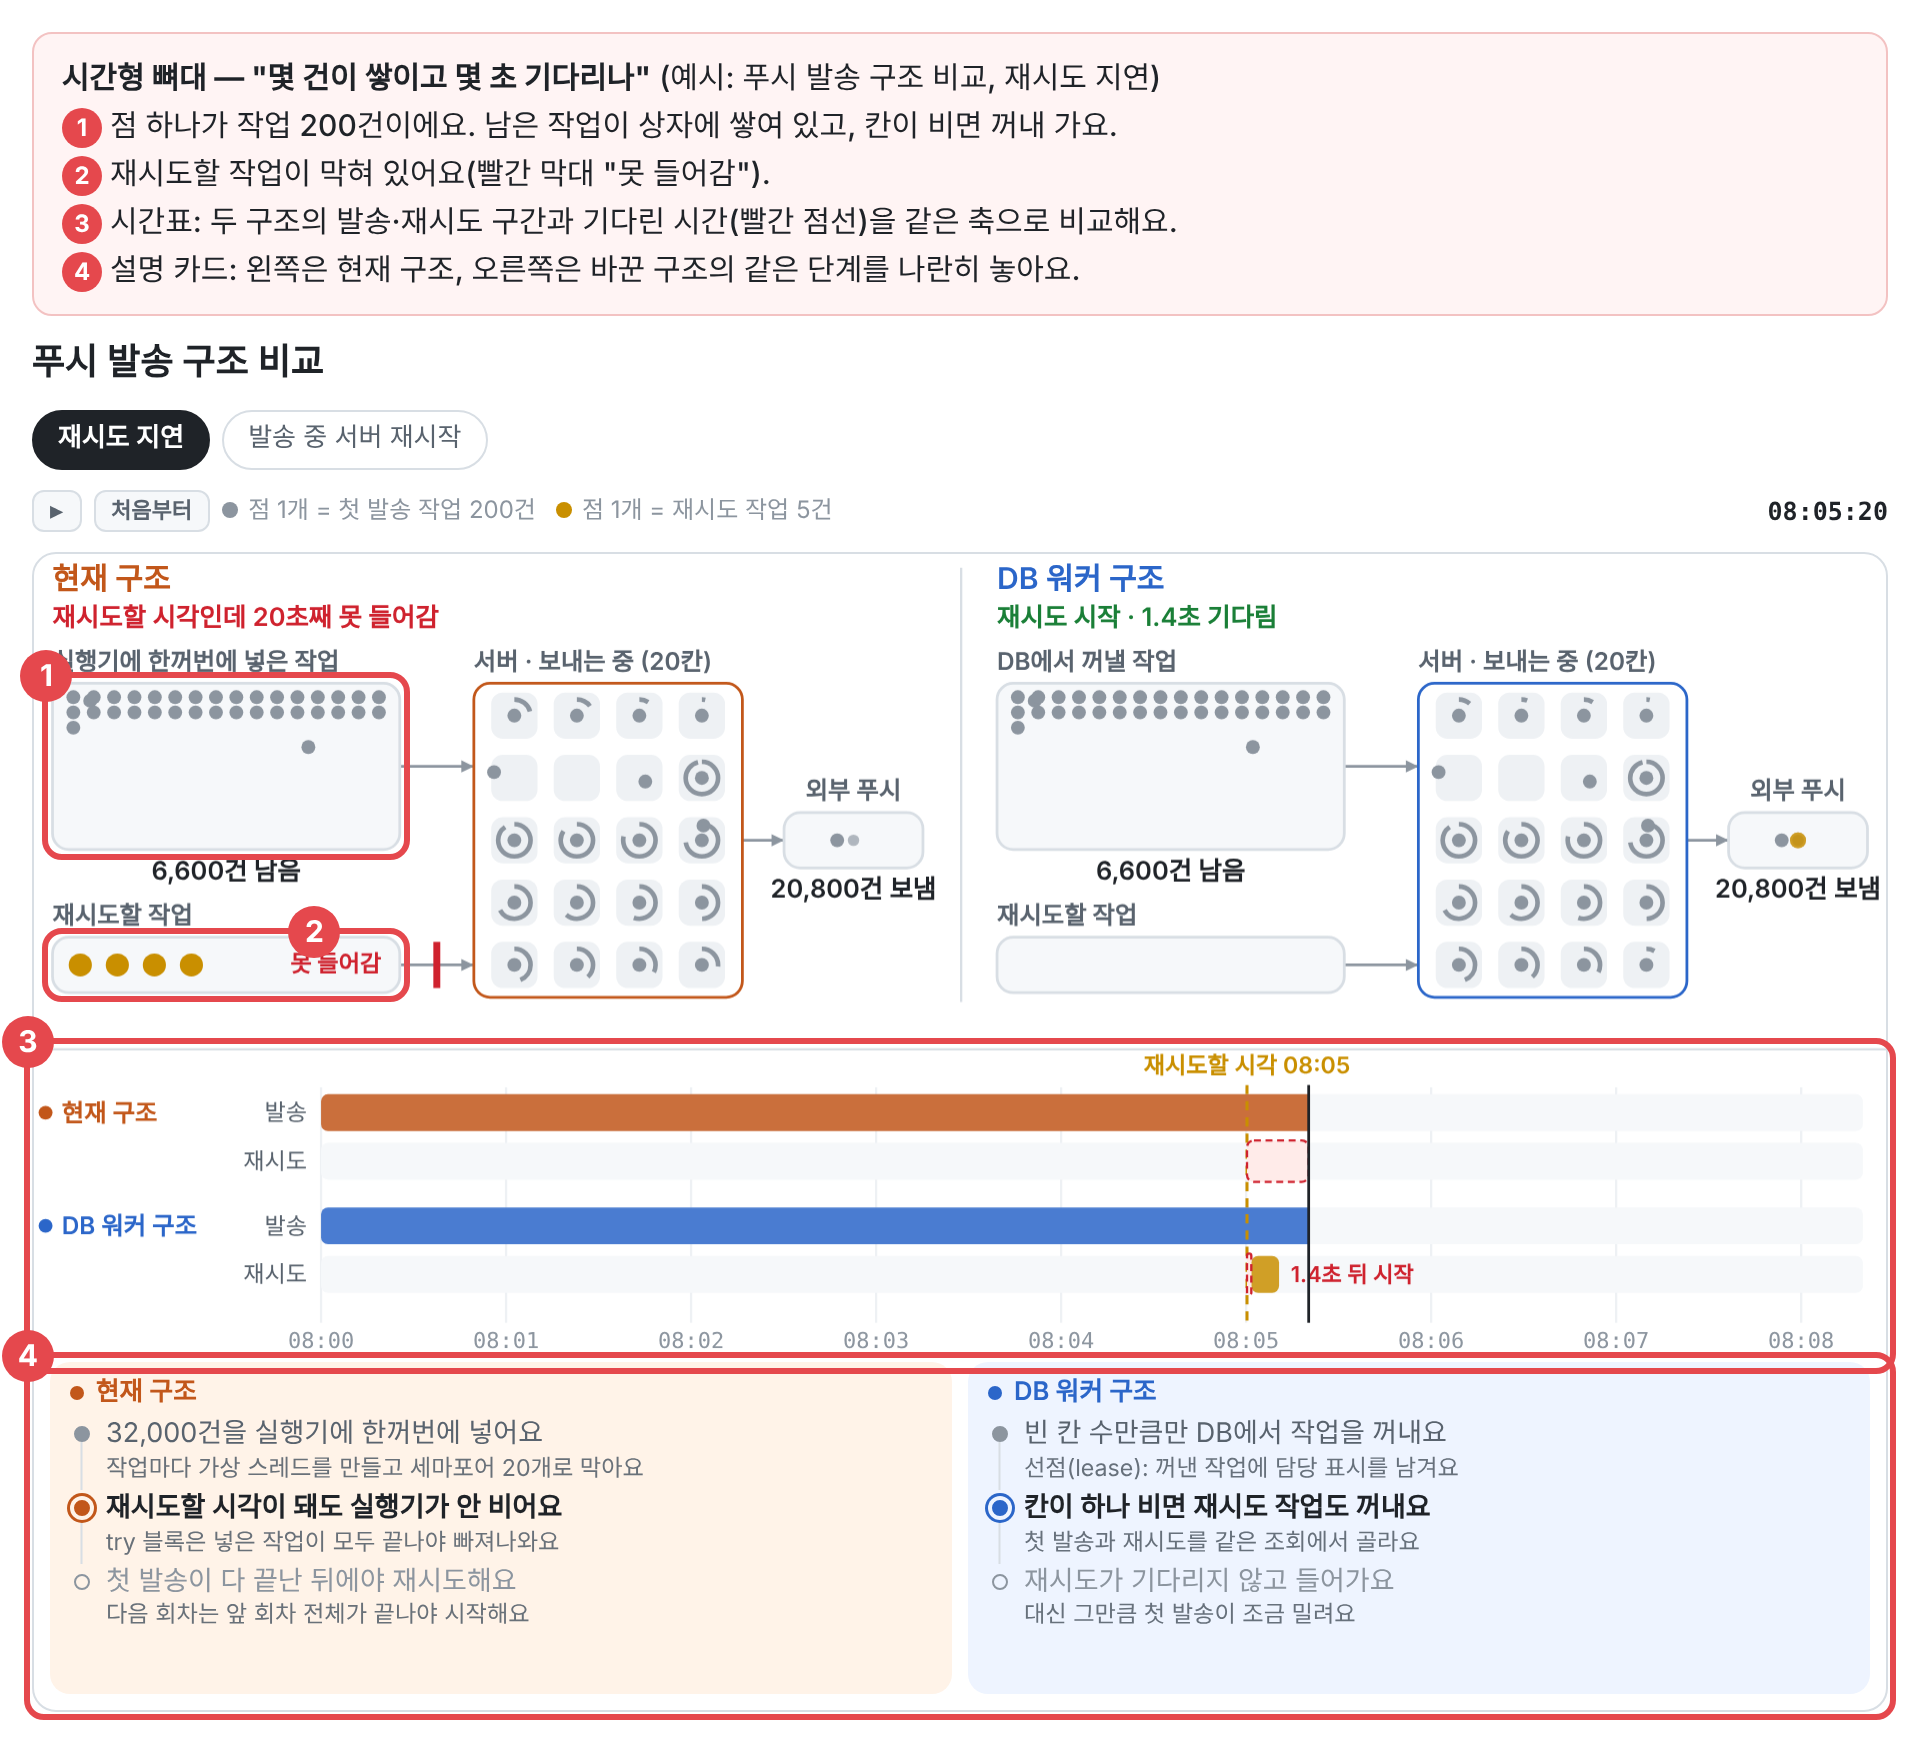 시간형 뼈대 — "몇 건이 쌓이고 몇 초 기다리나" (예시: 푸시 발송 구조 비교, 재시도 지연)
1 점 하나가 작업 200건이에요. 남은 작업이 상자에 쌓여 있고, 칸이 비면 꺼내 가요.
2 재시도할 작업이 막혀 있어요(빨간 막대 "못 들어감").
3 시간표: 두 구조의 발송·재시도 구간과 기다린 시간(빨간 점선)을 같은 축으로 비교해요.
4 설명 카드: 왼쪽은 현재 구조, 오른쪽은 바꾼 구조의 같은 단계를 나란히 놓아요.
푸시 발송 구조 비교
재시도 지연
발송 중 서버 재시작
처음부터
점 1개 = 첫 발송 작업 200건
점 1개 = 재시도 작업 5건
08:05:20
현재 구조
재시도할 시각인데 20초째 못 들어감
1
실행기에 한꺼번에 넣은 작업
서버 · 보내는 중 (20칸)
6,600건 남음
외부 푸시
20,800건 보냄
재시도할 작업
2
못 들어감
DB 워커 구조
재시도 시작 · 1.4초 기다림
DB에서 꺼낼 작업
서버 · 보내는 중 (20칸)
6,600건 남음
외부 푸시
20,800건 보냄
재시도할 작업
3
재시도할 시각 08:05
현재 구조
발송
재시도
DB 워커 구조
발송
재시도
1.4초 뒤 시작
08:00 08:01 08:02 08:03 08:04 08:05 08:06 08:07 08:08
4
현재 구조
32,000건을 실행기에 한꺼번에 넣어요
작업마다 가상 스레드를 만들고 세마포어 20개로 막아요
재시도할 시각이 돼도 실행기가 안 비어요
try 블록은 넣은 작업이 모두 끝나야 빠져나와요
첫 발송이 다 끝난 뒤에야 재시도해요
다음 회차는 앞 회차 전체가 끝나야 시작해요
DB 워커 구조
빈 칸 수만큼만 DB에서 작업을 꺼내요
선점(lease): 꺼낸 작업에 담당 표시를 남겨요
칸이 하나 비면 재시도 작업도 꺼내요
첫 발송과 재시도를 같은 조회에서 골라요
재시도가 기다리지 않고 들어가요
대신 그만큼 첫 발송이 조금 밀려요